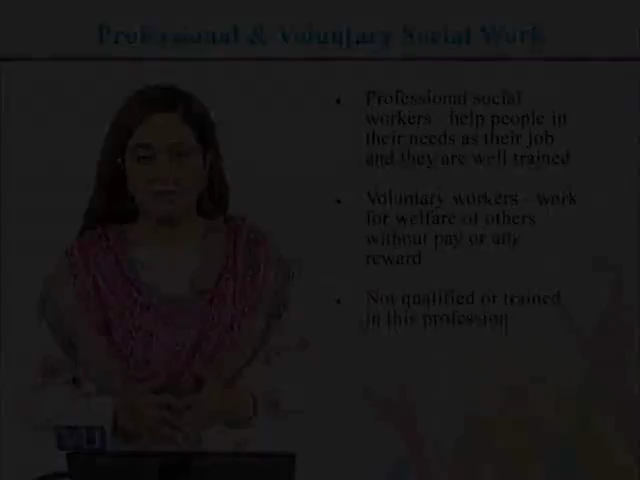 Professional & Voluntary Social Work
Professional social
workers - help people in
their needs as their job
and they are well trained
Voluntary workers - work
for welfare of others
without pay or any
reward
Not qualified or trained
in this profession